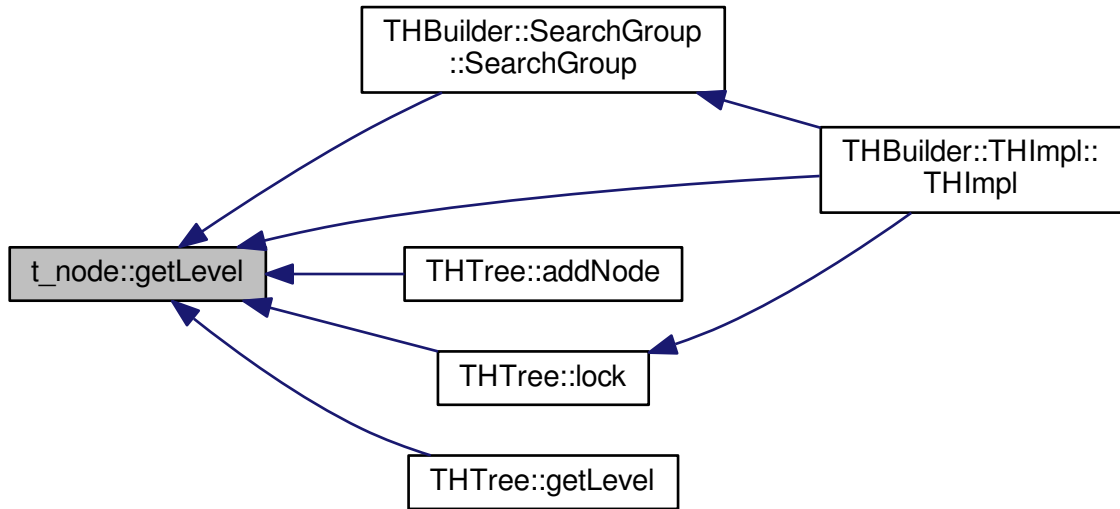 THBuilder::SearchGroup
::SearchGroup
THBuilder::THImpl::
THImpl
t_node::getLevel
THTree::addNode
THTree::lock
THTree::getLevel